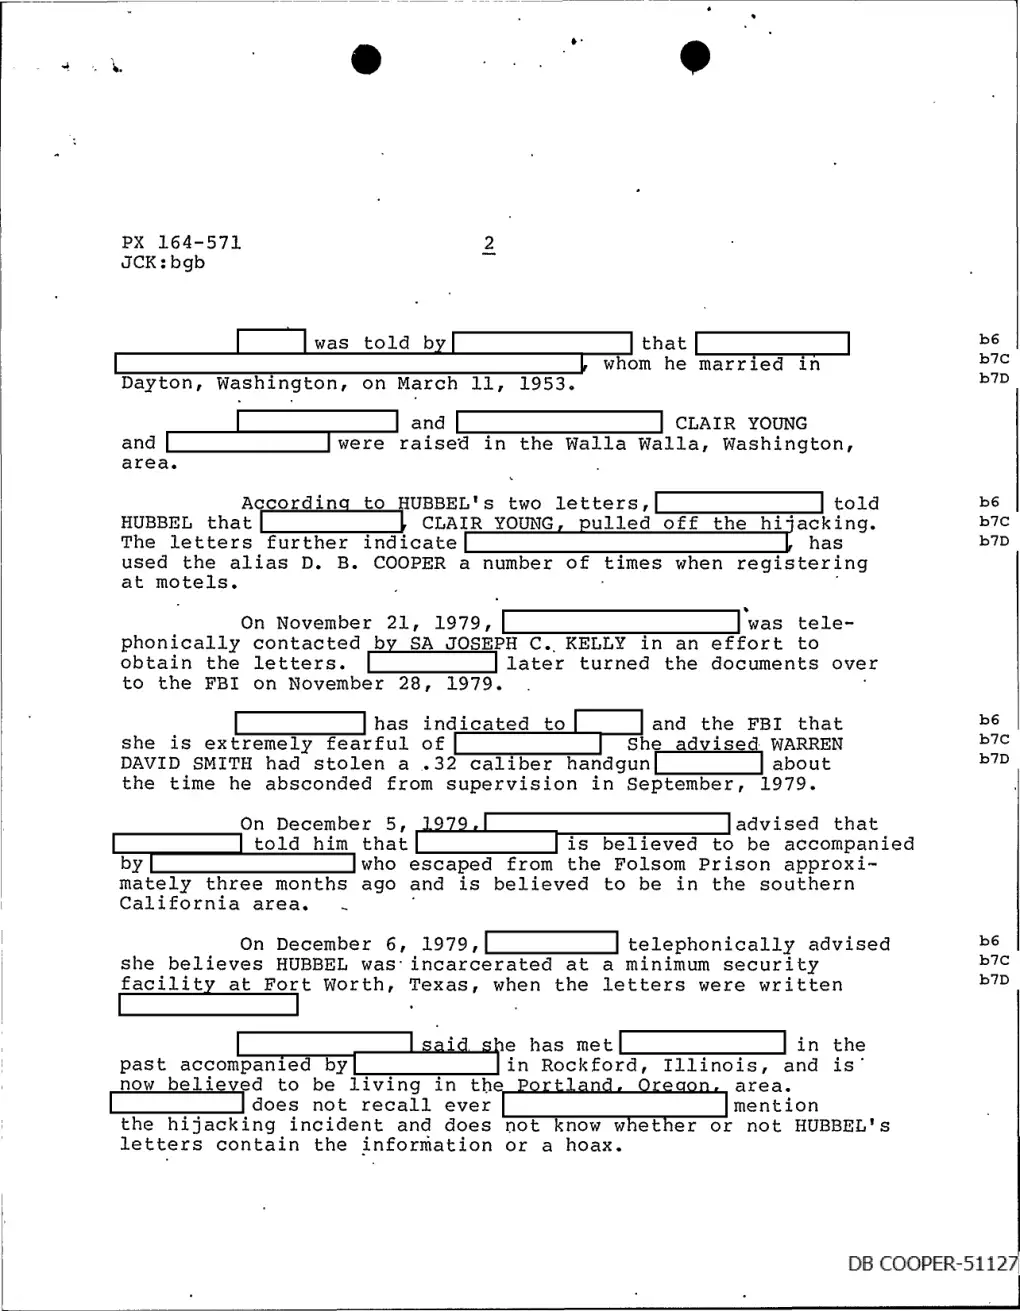 PX 164-571 2
JCK:bgb
was told by that b6
, whom he married in b7C
Dayton, Washington, on March 11, 1953. b7D
and CLAIR YOUNG
and were raised in the Walla Walla, Washington,
area.
According to HUBBEL's two letters, told b6
HUBBEL that , CLAIR YOUNG, pulled off the hijacking. b7C
The letters further indicate , has b7D
used the alias D. B. COOPER a number of times when registering
at motels.
On November 21, 1979, was tele-
phonically contacted by SA JOSEPH C. KELLY in an effort to
obtain the letters. later turned the documents over
to the FBI on November 28, 1979.
has indicated to and the FBI that b6
she is extremely fearful of She advised WARREN b7C
DAVID SMITH had stolen a .32 caliber handgun about b7D
the time he absconded from supervision in September, 1979.
On December 5, 1979, advised that
told him that is believed to be accompanied
by who escaped from the Folsom Prison approxi-
mately three months ago and is believed to be in the southern
California area.
On December 6, 1979, telephonically advised b6
she believes HUBBEL was incarcerated at a minimum security b7C
facility at Fort Worth, Texas, when the letters were written b7D
said she has met in the
past accompanied by in Rockford, Illinois, and is
now believed to be living in the Portland, Oregon, area.
does not recall ever mention
the hijacking incident and does not know whether or not HUBBEL's
letters contain the information or a hoax.
DB COOPER-51127